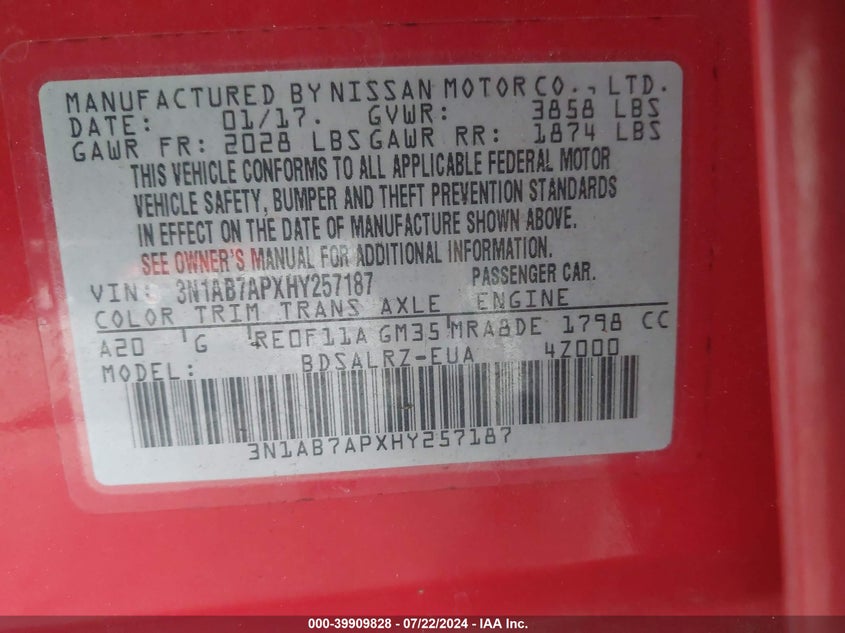 MANUFACTURED BY NISSAN MOTOR CO., LTD.
DATE: 01/17. GVWR: 3858 LBS
GAWR FR: 2028 LBS GAWR RR: 1874 LBS
THIS VEHICLE CONFORMS TO ALL APPLICABLE FEDERAL MOTOR
VEHICLE SAFETY, BUMPER AND THEFT PREVENTION STANDARDS
IN EFFECT ON THE DATE OF MANUFACTURE SHOWN ABOVE.
SEE OWNER'S MANUAL FOR ADDITIONAL INFORMATION.
VIN: 3N1AB7APXHY257187 PASSENGER CAR.
COLOR TRIM TRANS AXLE ENGINE
A20 G RE0F11A GM35 MRA8DE 1798 CC
MODEL: BDSALRZ-EUA 4Z000
3N1AB7APXHY257187
000-39909828 - 07/22/2024 - IAA Inc.